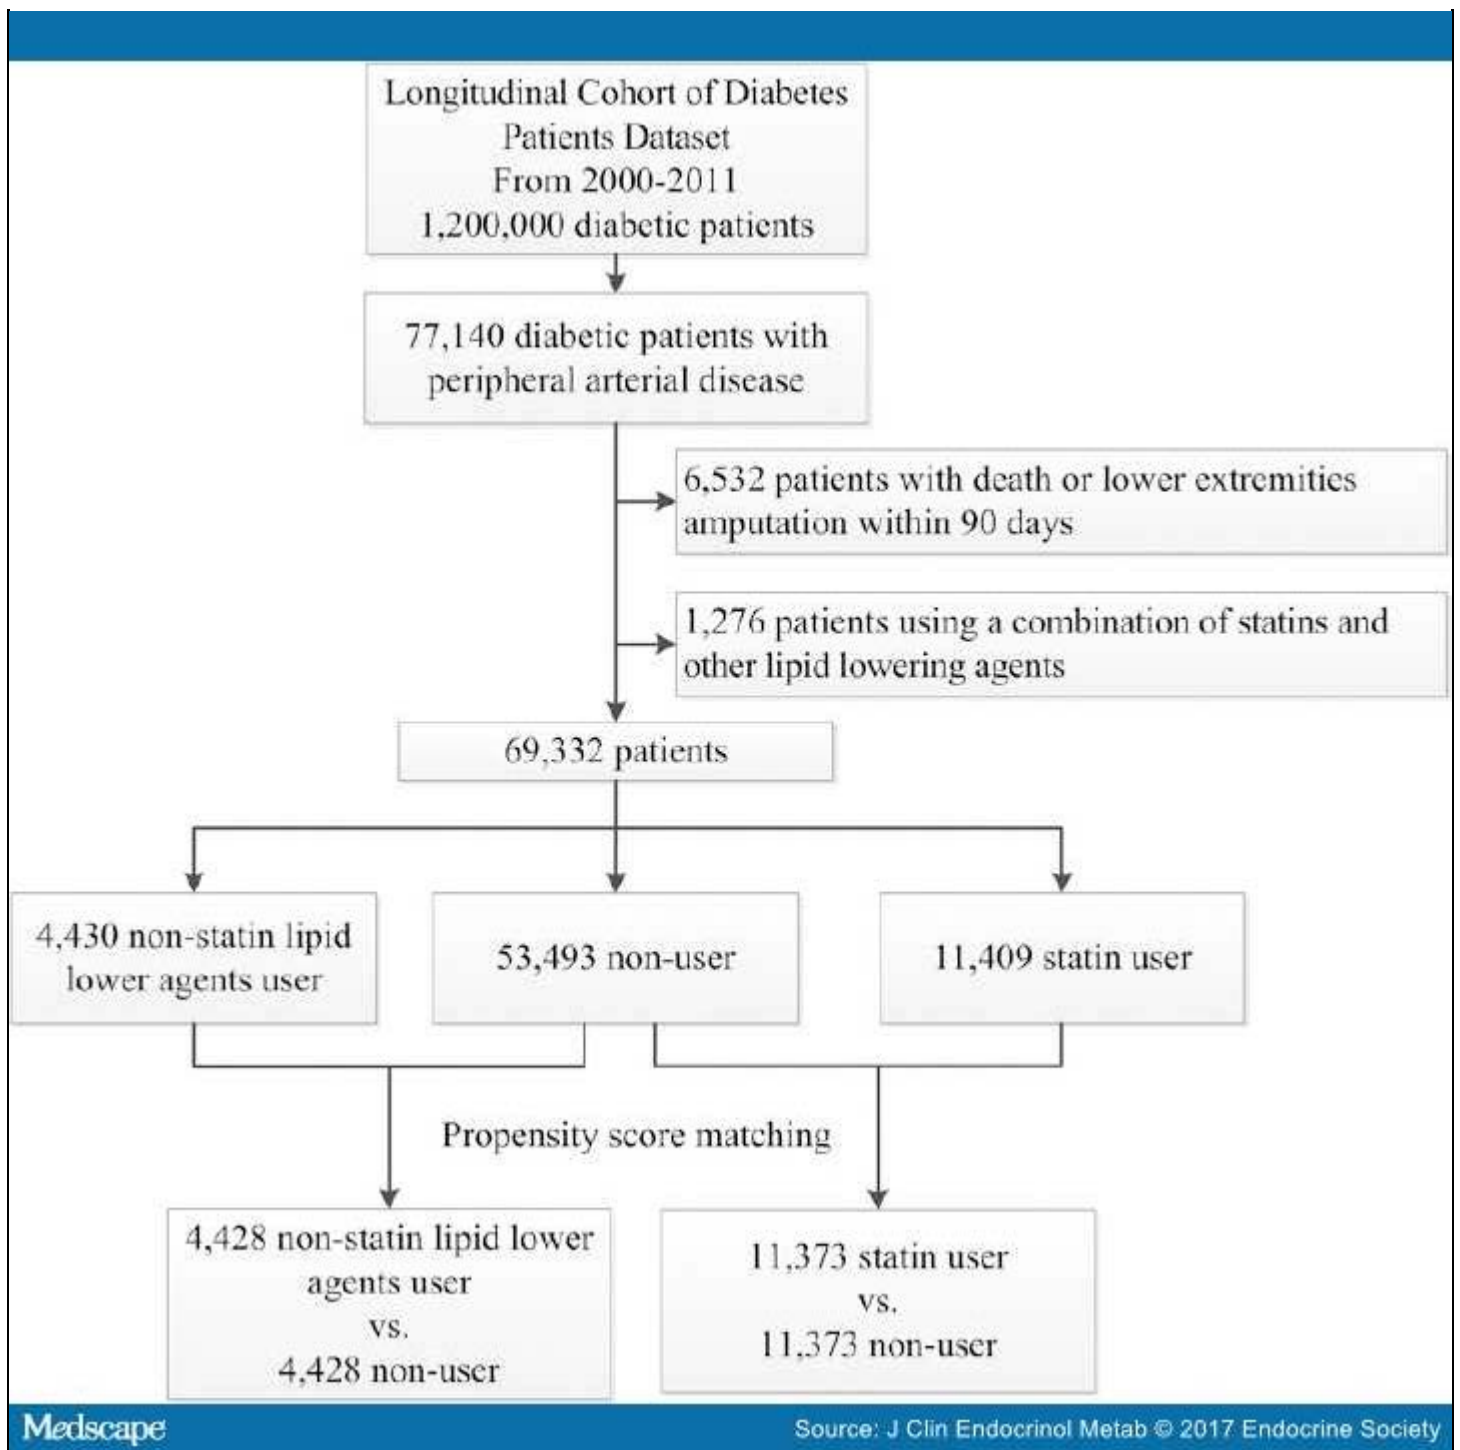 Longitudinal Cohort of Diabetes
Patients Dataset
From 2000-2011
1,200,000 diabetic patients
77,140 diabetic patients with
peripheral arterial disease
6,532 patients with death or lower extremities
amputation within 90 days
1,276 patients using a combination of statins and
other lipid lowering agents
69,332 patients
4,430 non-statin lipid
lower agents user
53,493 non-user
11,409 statin user
Propensity score matching
4,428 non-statin lipid lower
agents user
vs.
4,428 non-user
11,373 statin user
vs.
11,373 non-user
Medscape
Source: J Clin Endocrinol Metab © 2017 Endocrine Society